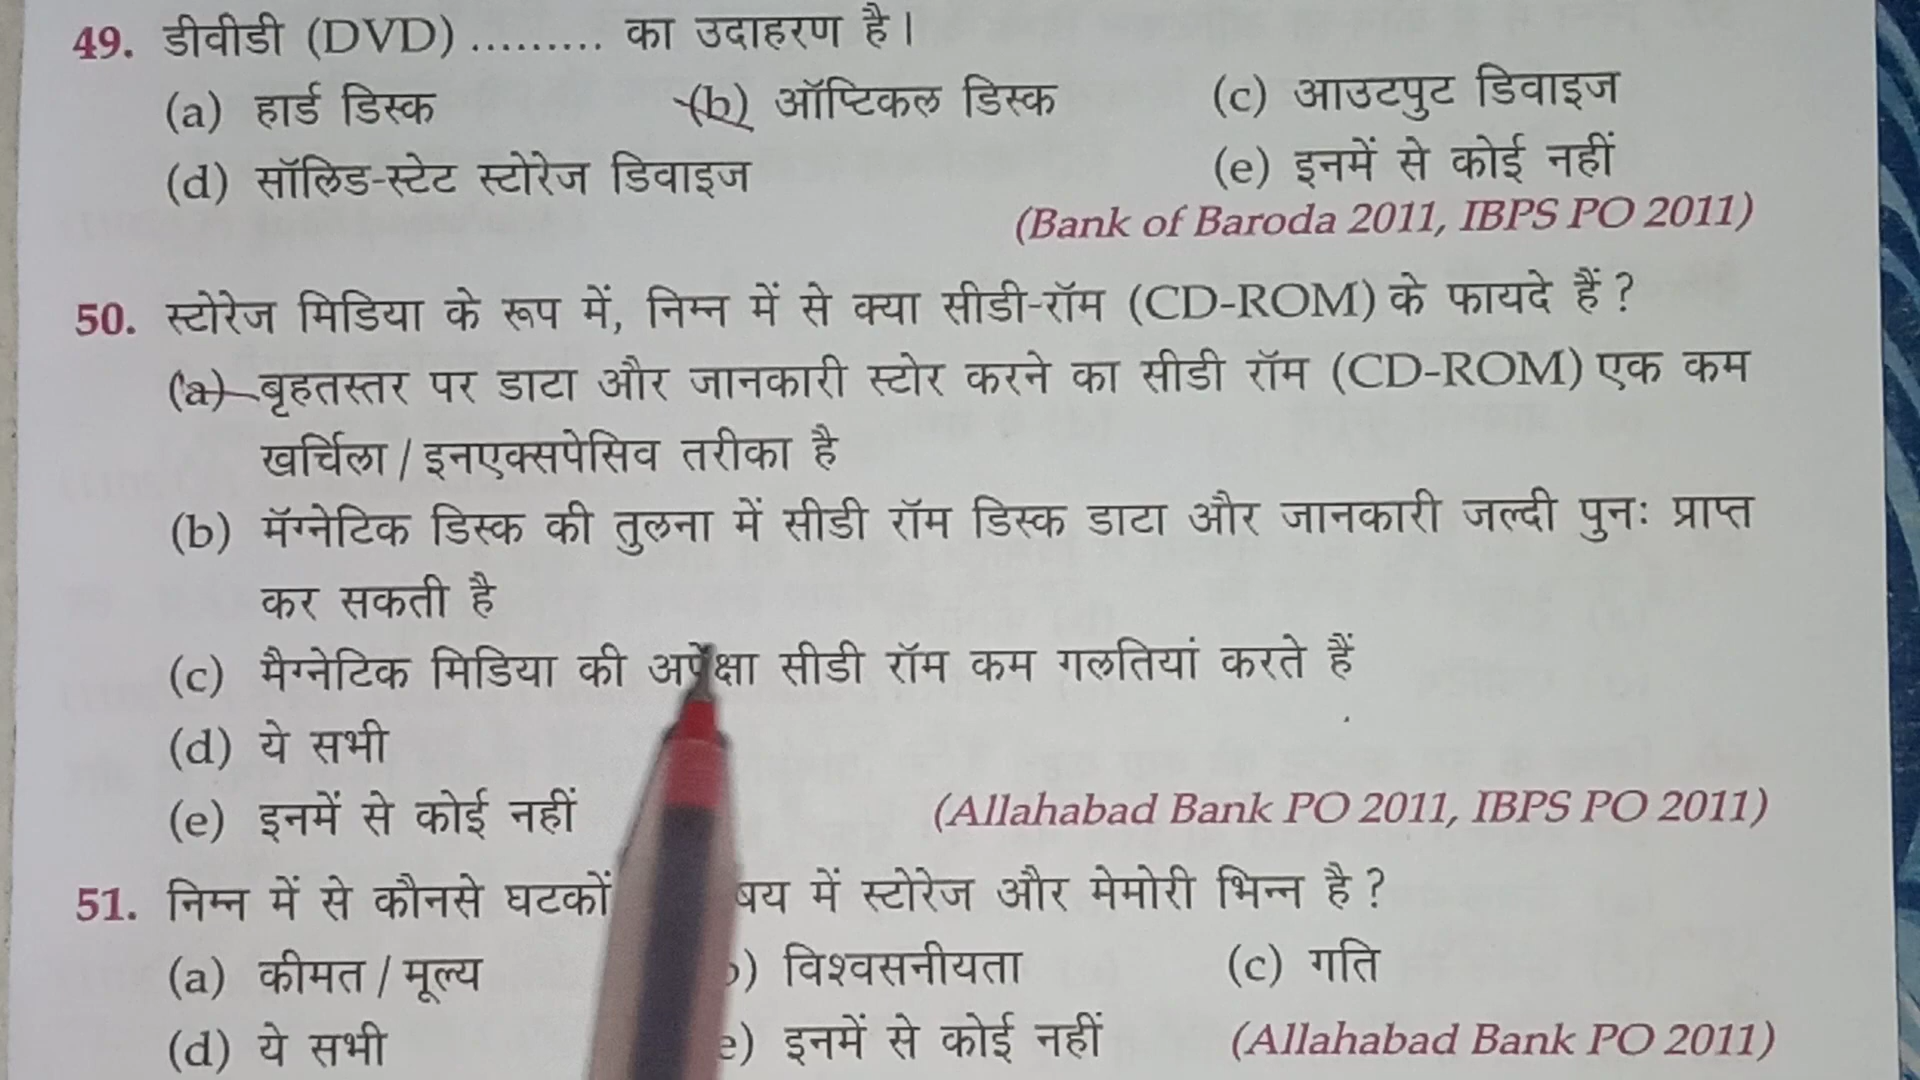 49. डीवीडी (DVD) ......... का उदाहरण है।
(a) हार्ड डिस्क (b) ऑप्टिकल डिस्क (c) आउटपुट डिवाइज
(d) सॉलिड-स्टेट स्टोरेज डिवाइज (e) इनमें से कोई नहीं
(Bank of Baroda 2011, IBPS PO 2011)
50. स्टोरेज मिडिया के रूप में, निम्न में से क्या सीडी-रॉम (CD-ROM) के फायदे हैं?
(a) बृहतस्तर पर डाटा और जानकारी स्टोर करने का सीडी रॉम (CD-ROM) एक कम
खर्चिला / इनएक्सपेसिव तरीका है
(b) मॅग्नेटिक डिस्क की तुलना में सीडी रॉम डिस्क डाटा और जानकारी जल्दी पुनः प्राप्त
कर सकती है
(c) मैग्नेटिक मिडिया की अपेक्षा सीडी रॉम कम गलतियां करते हैं
(d) ये सभी
(e) इनमें से कोई नहीं (Allahabad Bank PO 2011, IBPS PO 2011)
51. निम्न में से कौनसे घटकों में स्टोरेज और मेमोरी भिन्न है?
(a) कीमत / मूल्य विश्वसनीयता (c) गति
(d) ये सभी e) इनमें से कोई नहीं (Allahabad Bank PO 2011)